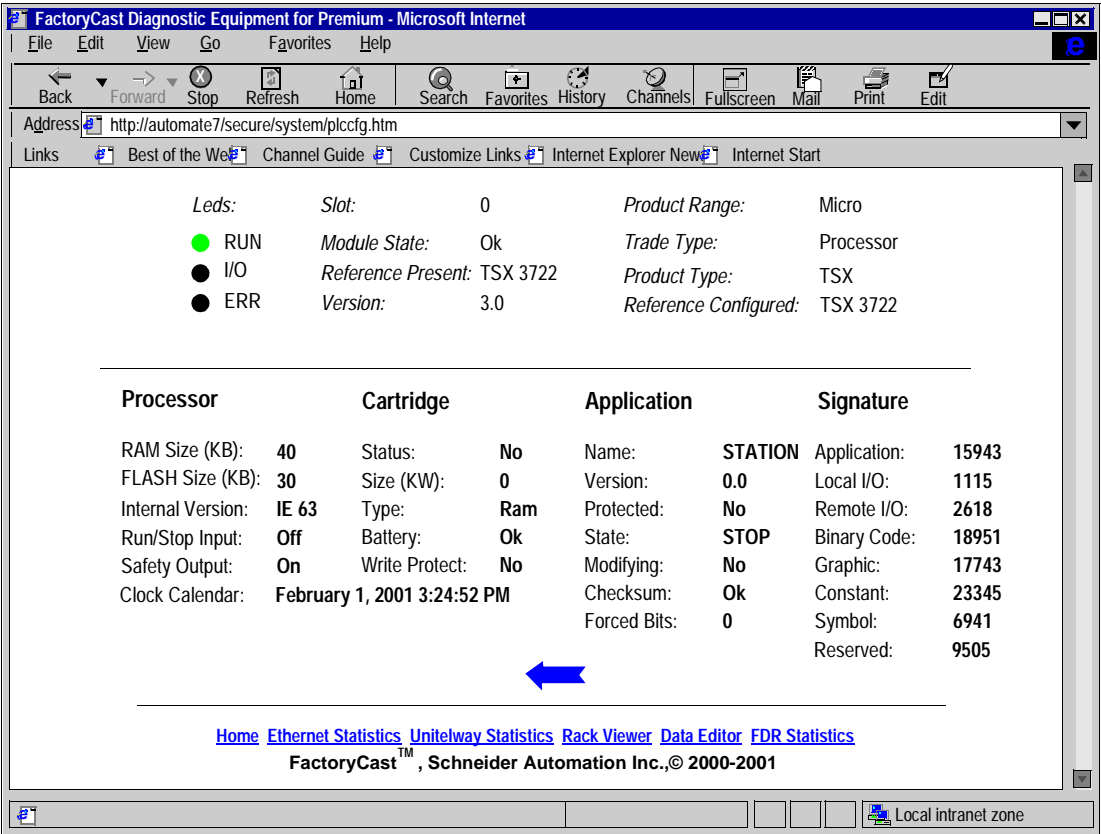 FactoryCast Diagnostic Equipment for Premium - Microsoft Internet
File Edit View Go Favorites Help
Back Forward Stop Refresh Home Search Favorites History Channels Fullscreen Mail Print Edit
Address http://automate7/secure/system/plccfg.htm
Links Best of the We Channel Guide Customize Links Internet Explorer New Internet Start
Leds: Slot: 0 Product Range: Micro
RUN Module State: Ok Trade Type: Processor
I/O Reference Present: TSX 3722 Product Type: TSX
ERR Version: 3.0 Reference Configured: TSX 3722
Processor Cartridge Application Signature
RAM Size (KB): 40 Status: No Name: STATION Application: 15943
FLASH Size (KB): 30 Size (KW): 0 Version: 0.0 Local I/O: 1115
Internal Version: IE 63 Type: Ram Protected: No Remote I/O: 2618
Run/Stop Input: Off Battery: Ok State: STOP Binary Code: 18951
Safety Output: On Write Protect: No Modifying: No Graphic: 17743
Clock Calendar: February 1, 2001 3:24:52 PM Checksum: Ok Constant: 23345
Forced Bits: 0 Symbol: 6941
Reserved: 9505
Home Ethernet Statistics Unitelway Statistics Rack Viewer Data Editor FDR Statistics
FactoryCast™ , Schneider Automation Inc.,© 2000-2001
Local intranet zone